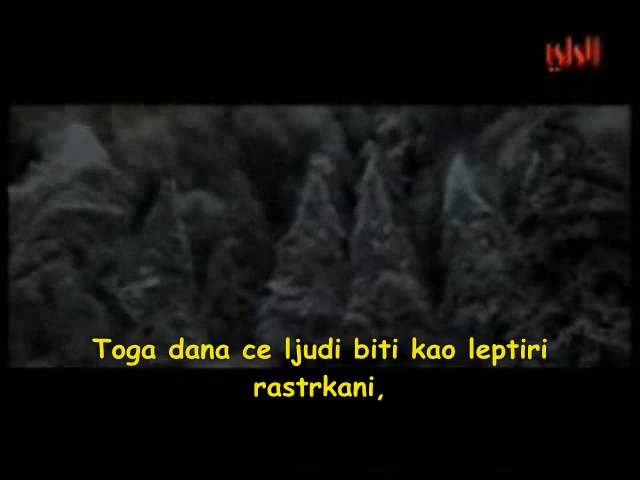 Toga dana ce ljudi biti kao leptiri
rastrkani,